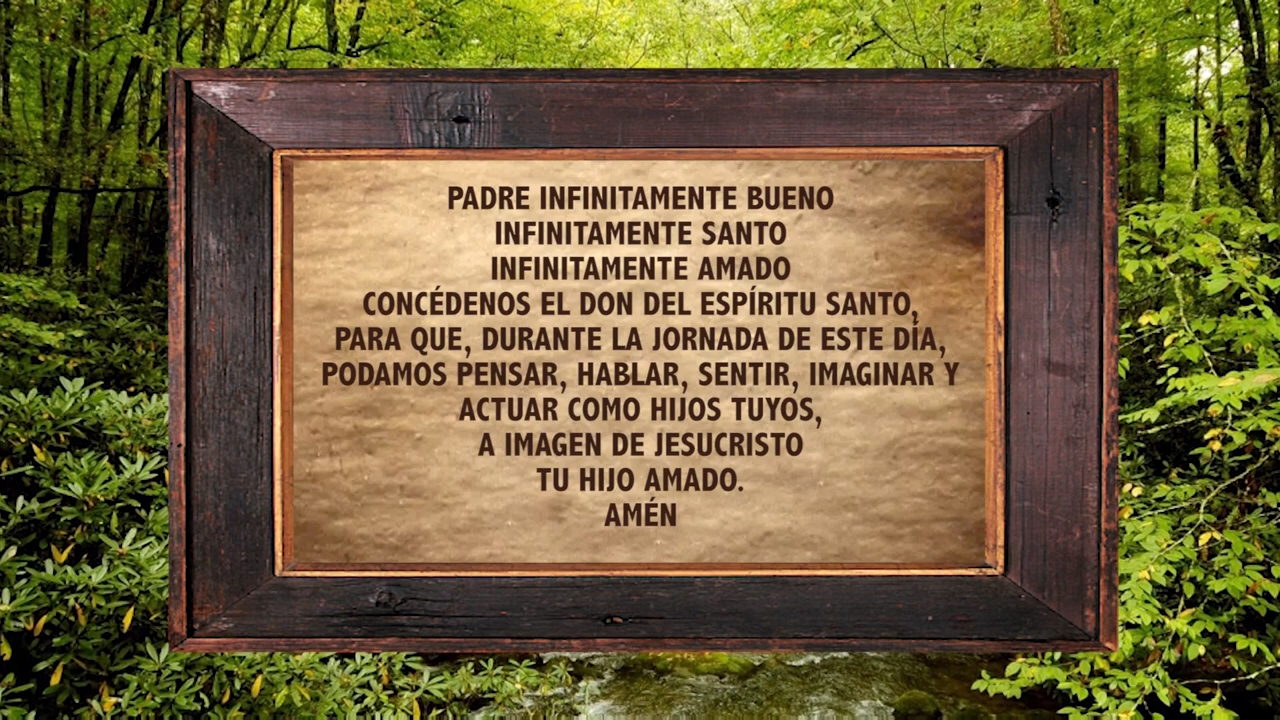 PADRE INFINITAMENTE BUENO
INFINITAMENTE SANTO
INFINITAMENTE AMADO
CONCÉDENOS EL DON DEL ESPÍRITU SANTO,
PARA QUE, DURANTE LA JORNADA DE ESTE DÍA,
PODAMOS PENSAR, HABLAR, SENTIR, IMAGINAR Y
ACTUAR COMO HIJOS TUYOS,
A IMAGEN DE JESUCRISTO
TU HIJO AMADO.
AMÉN